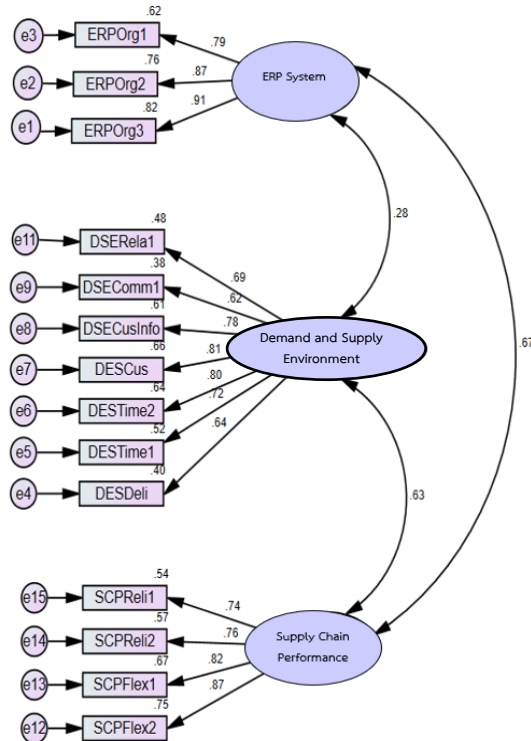 .62
e3
ERPOrg1
.79
.76
e2
ERPOrg2
.87
ERP System
.82
.91
e1
ERPOrg3
.28
.48
e11
DSERela1
.69
.38
e9
DSEComm1
.62
.61
e8
DSECusInfo
.78
Demand and Supply
Environment
.67
.66
e7
DESCus
.81
.64
e6
DESTime2
.80
.72
.52
e5
DESTime1
.64
.40
e4
DESDeli
.63
.54
e15
SCPReli1
.74
.57
e14
SCPReli2
.76
Supply Chain
Performance
.67
e13
SCPFlex1
.82
.75
.87
e12
SCPFlex2